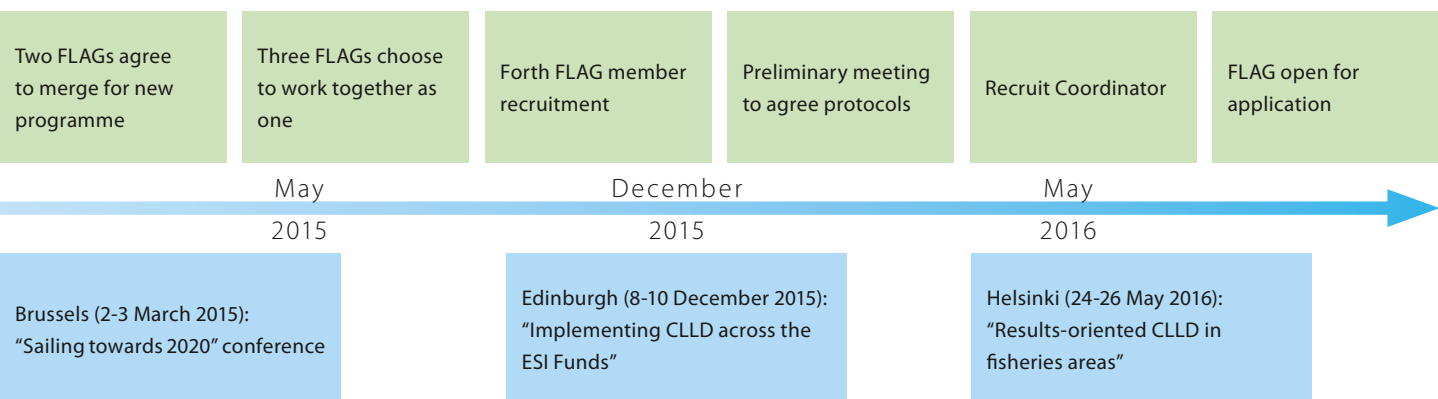 Two FLAGs agree
to merge for new
programme
Three FLAGs choose
to work together as
one
Forth FLAG member
recruitment
Preliminary meeting
to agree protocols
Recruit Coordinator
FLAG open for
application
May
2015
December
2015
May
2016
Brussels (2-3 March 2015):
“Sailing towards 2020” conference
Edinburgh (8-10 December 2015):
“Implementing CLLD across the
ESI Funds”
Helsinki (24-26 May 2016):
“Results-oriented CLLD in
fisheries areas”